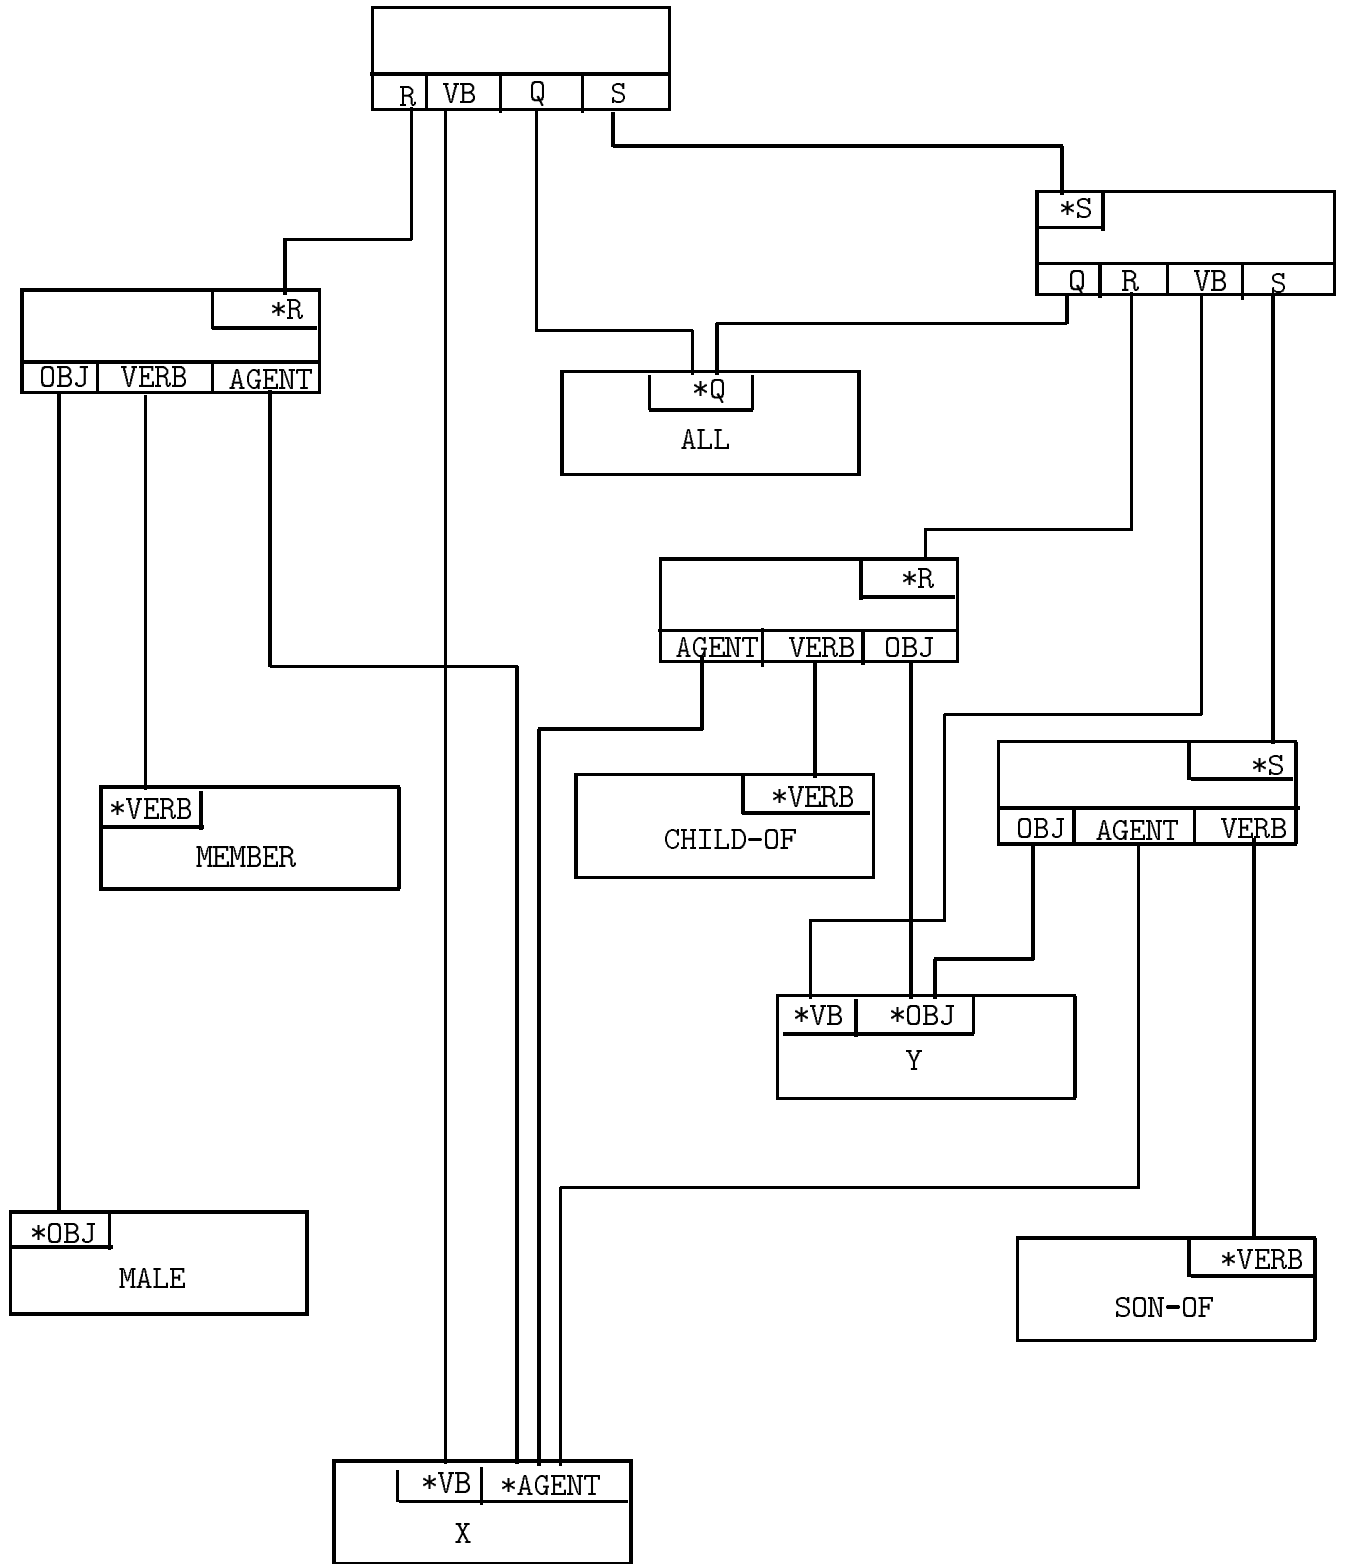 R VB Q S
*S
Q R VB S
*R
OBJ VERB AGENT
*Q
ALL
*R
AGENT VERB OBJ
*S
OBJ AGENT VERB
*VERB
CHILD-OF
*VERB
MEMBER
*VB *OBJ
Y
*OBJ
MALE
*VERB
SON-OF
*VB *AGENT
X